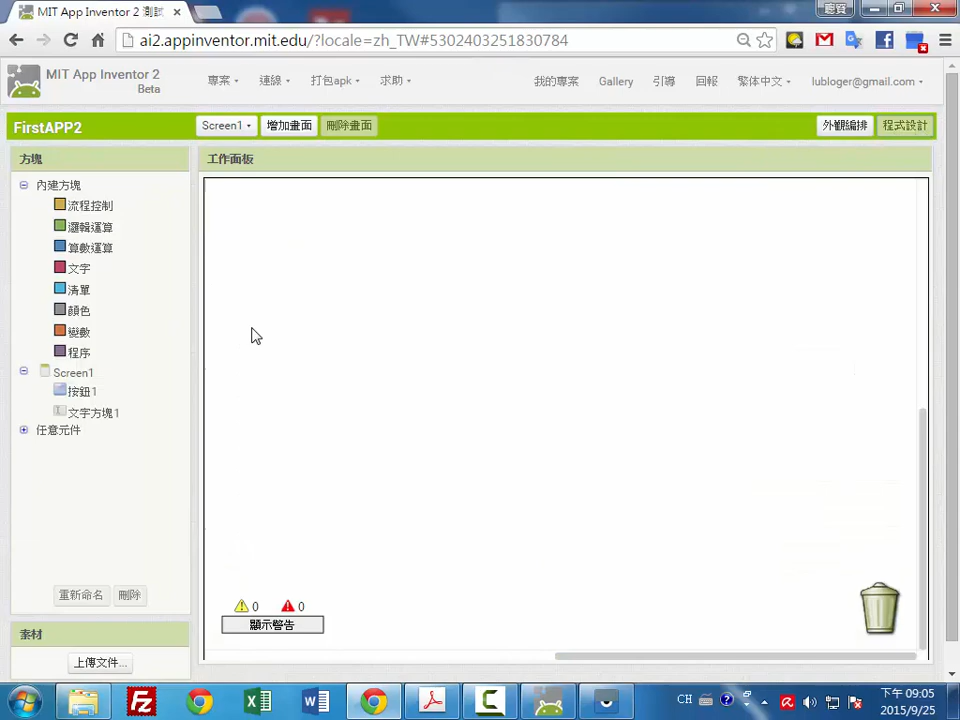 MIT App Inventor 2 測試
ai2.appinventor.mit.edu/?locale=zh_TW#5302403251830784
MIT App Inventor 2
Beta
專案 連線 打包apk 求助 我的專案 Gallery 引導 回報 繁体中文 lubloger@gmail.com
FirstAPP2 Screen1 增加畫面 刪除畫面 外觀編排 程式設計
方塊 工作面板
內建方塊
流程控制
邏輯運算
算數運算
文字
清單
顏色
變數
程序
Screen1
按鈕1
文字方塊1
任意元件
重新命名 刪除
0 0
顯示警告
素材
上傳文件...
CH
下午 09:05
2015/9/25